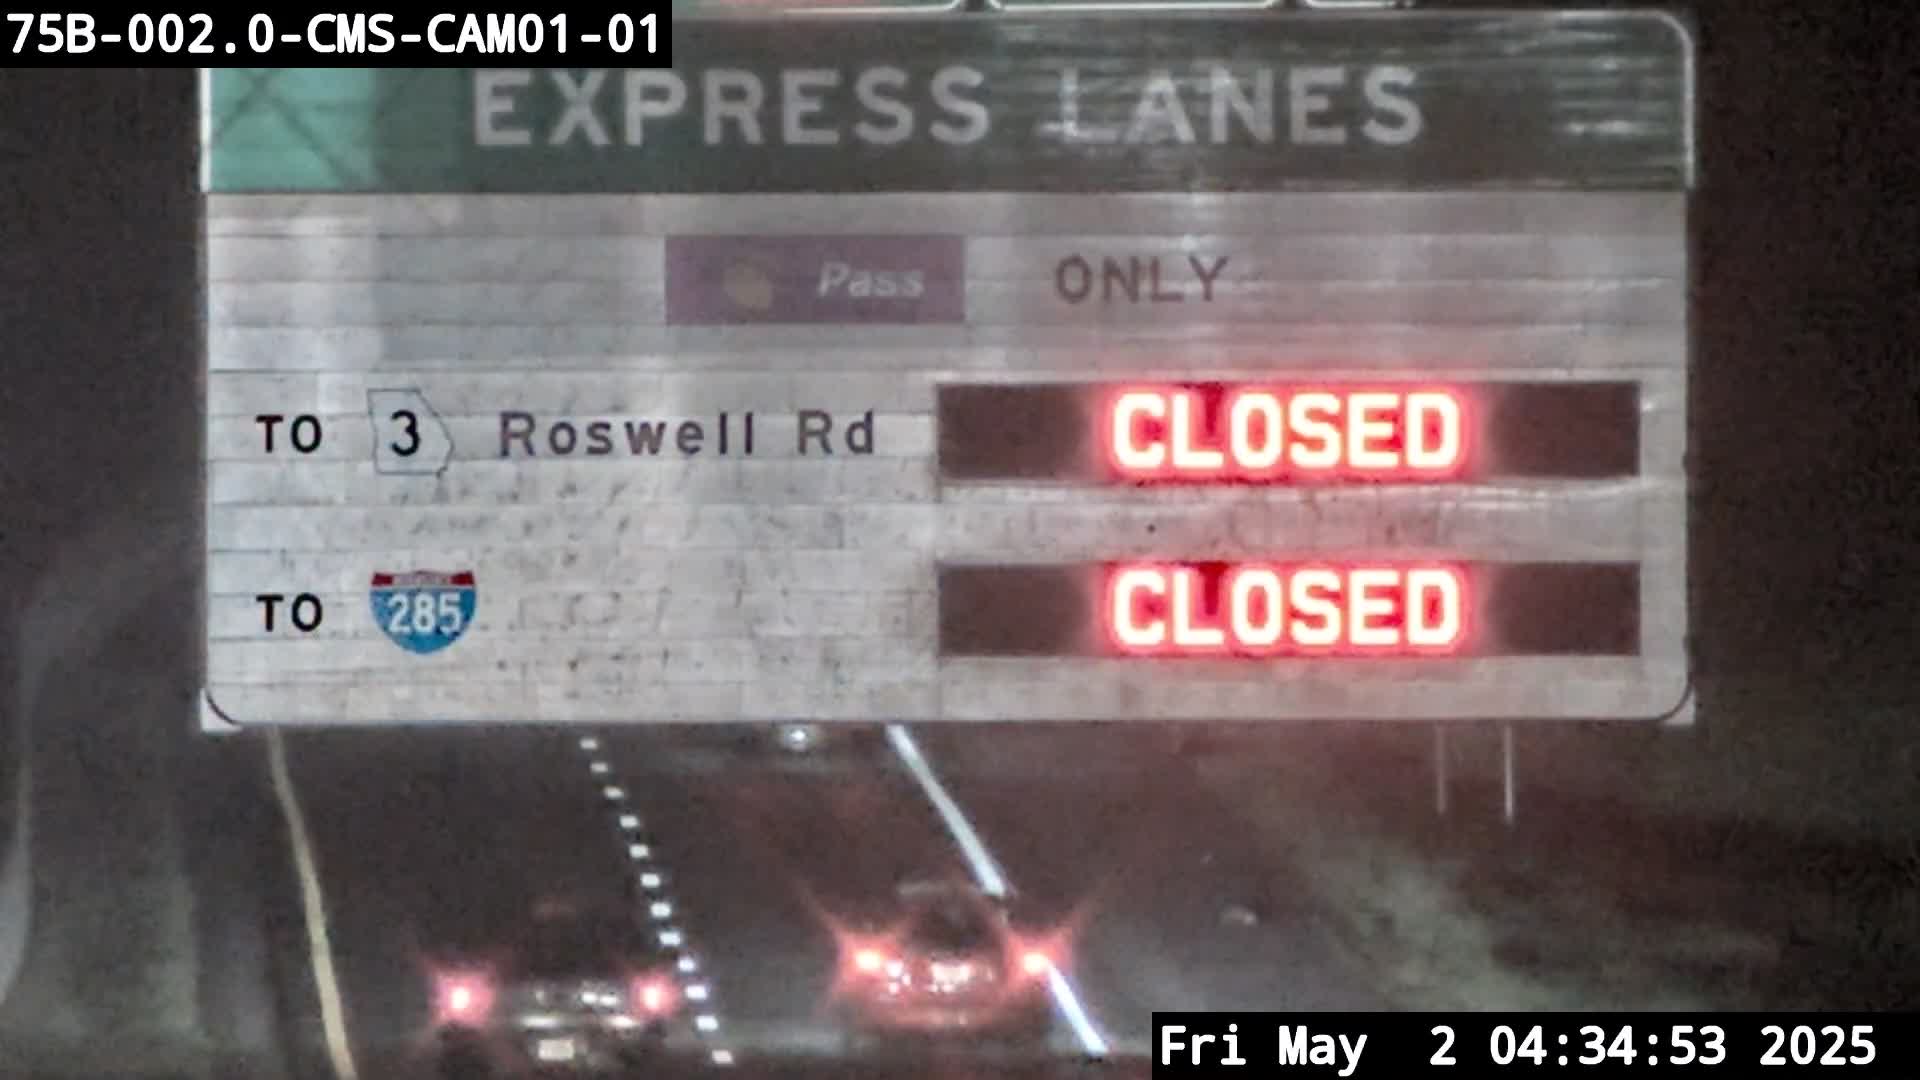 75B-002.0-CMS-CAM01-01
EXPRESS LANES
Pass ONLY
TO 3 Roswell Rd CLOSED
TO 285 CLOSED
Fri May 2 04:34:53 2025